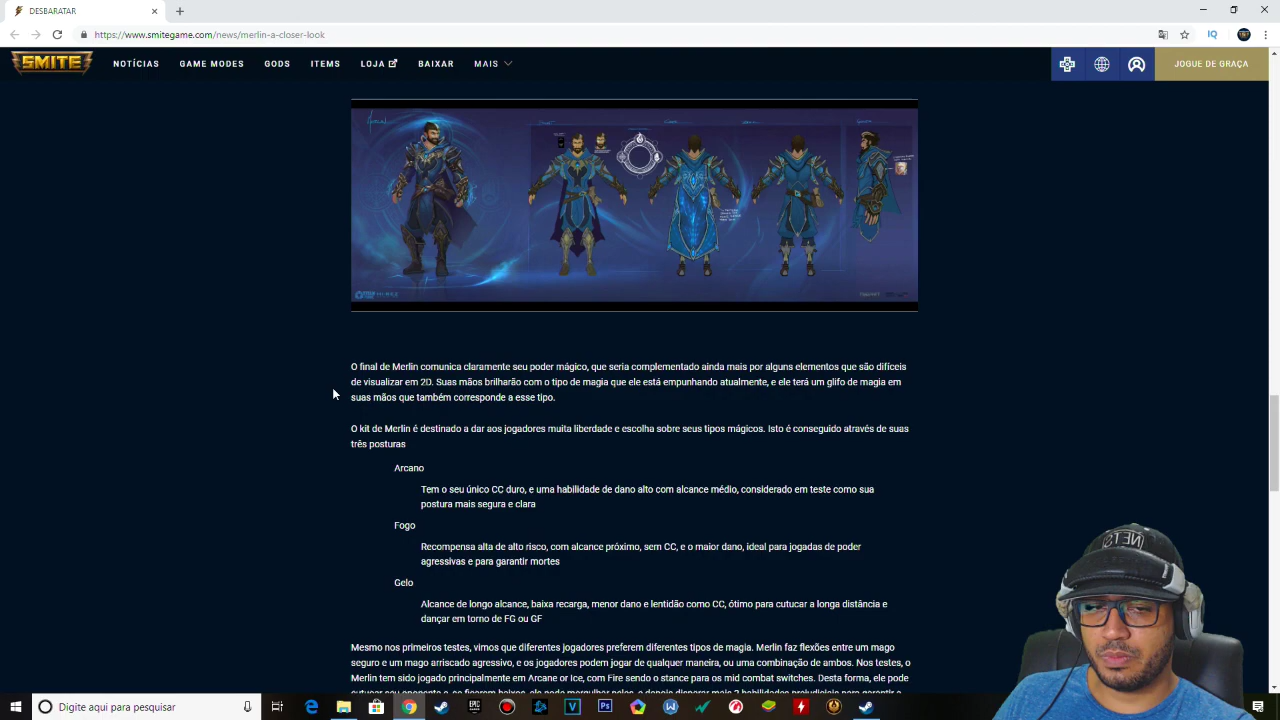 DESBARATAR
https://www.smitegame.com/news/merlin-a-closer-look
IQ
SMITE
NOTÍCIAS
GAME MODES
GODS
ITEMS
LOJA
BAIXAR
MAIS
JOGUE DE GRAÇA
O final de Merlin comunica claramente seu poder mágico, que seria complementado ainda mais por alguns elementos que são difíceis
de visualizar em 2D. Suas mãos brilharão com o tipo de magia que ele está empunhando atualmente, e ele terá um glifo de magia em
suas mãos que também corresponde a esse tipo.
O kit de Merlin é destinado a dar aos jogadores muita liberdade e escolha sobre seus tipos mágicos. Isto é conseguido através de suas
três posturas
Arcano
Tem o seu único CC duro, e uma habilidade de dano alto com alcance médio, considerado em teste como sua
postura mais segura e clara
Fogo
Recompensa alta de alto risco, com alcance próximo, sem CC, e o maior dano, ideal para jogadas de poder
agressivas e para garantir mortes
Gelo
Alcance de longo alcance, baixa recarga, menor dano e lentidão como CC, ótimo para cutucar a longa distância e
dançar em torno de FG ou GF
Mesmo nos primeiros testes, vimos que diferentes jogadores preferem diferentes tipos de magia. Merlin faz flexões entre um mago
seguro e um mago arriscado agressivo, e os jogadores podem jogar de qualquer maneira, ou uma combinação de ambos. Nos testes, o
Merlin tem sido jogado principalmente em Arcane or Ice, com Fire sendo o stance para os mid combat switches. Desta forma, ele pode
NETS
Digite aqui para pesquisar
EPIC
Ps